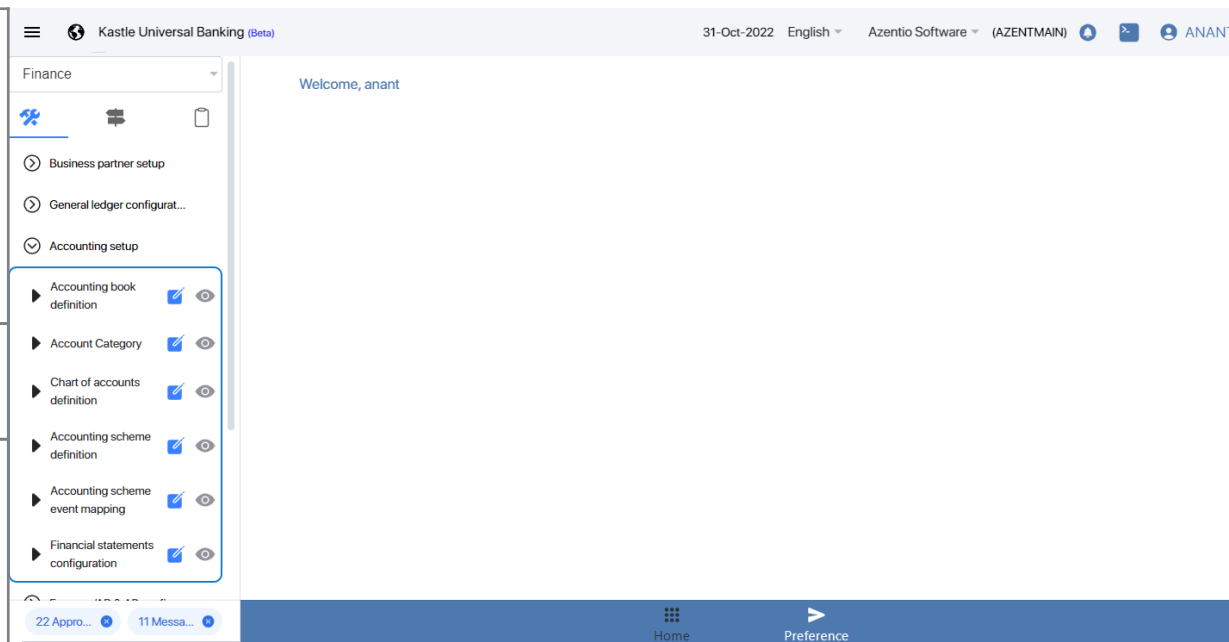 Kastle Universal Banking (Beta)
31-Oct-2022 English Azentio Software (AZENTMAIN) ANANT
Finance
Welcome, anant
Business partner setup
General ledger configurat...
Accounting setup
Accounting book
definition
Account Category
Chart of accounts
definition
Accounting scheme
definition
Accounting scheme
event mapping
Financial statements
configuration
22 Appro...
11 Messa...
Home
Preference